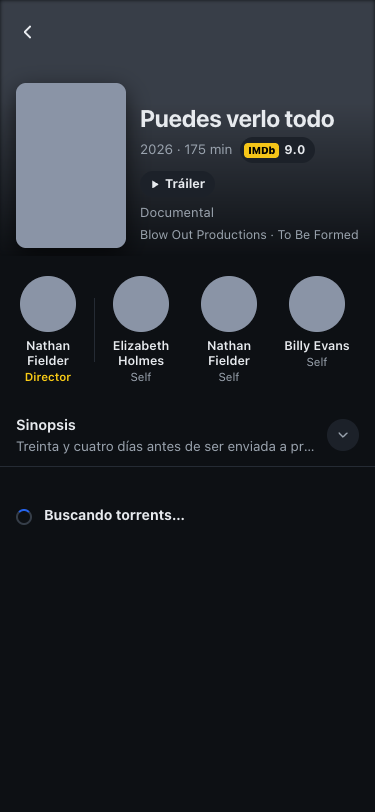 Puedes verlo todo
2026 · 175 min IMDb 9.0
Tráiler
Documental
Blow Out Productions · To Be Formed
Nathan Fielder
Director
Elizabeth Holmes
Self
Nathan Fielder
Self
Billy Evans
Self
Sinopsis
Treinta y cuatro días antes de ser enviada a pr...
Buscando torrents...